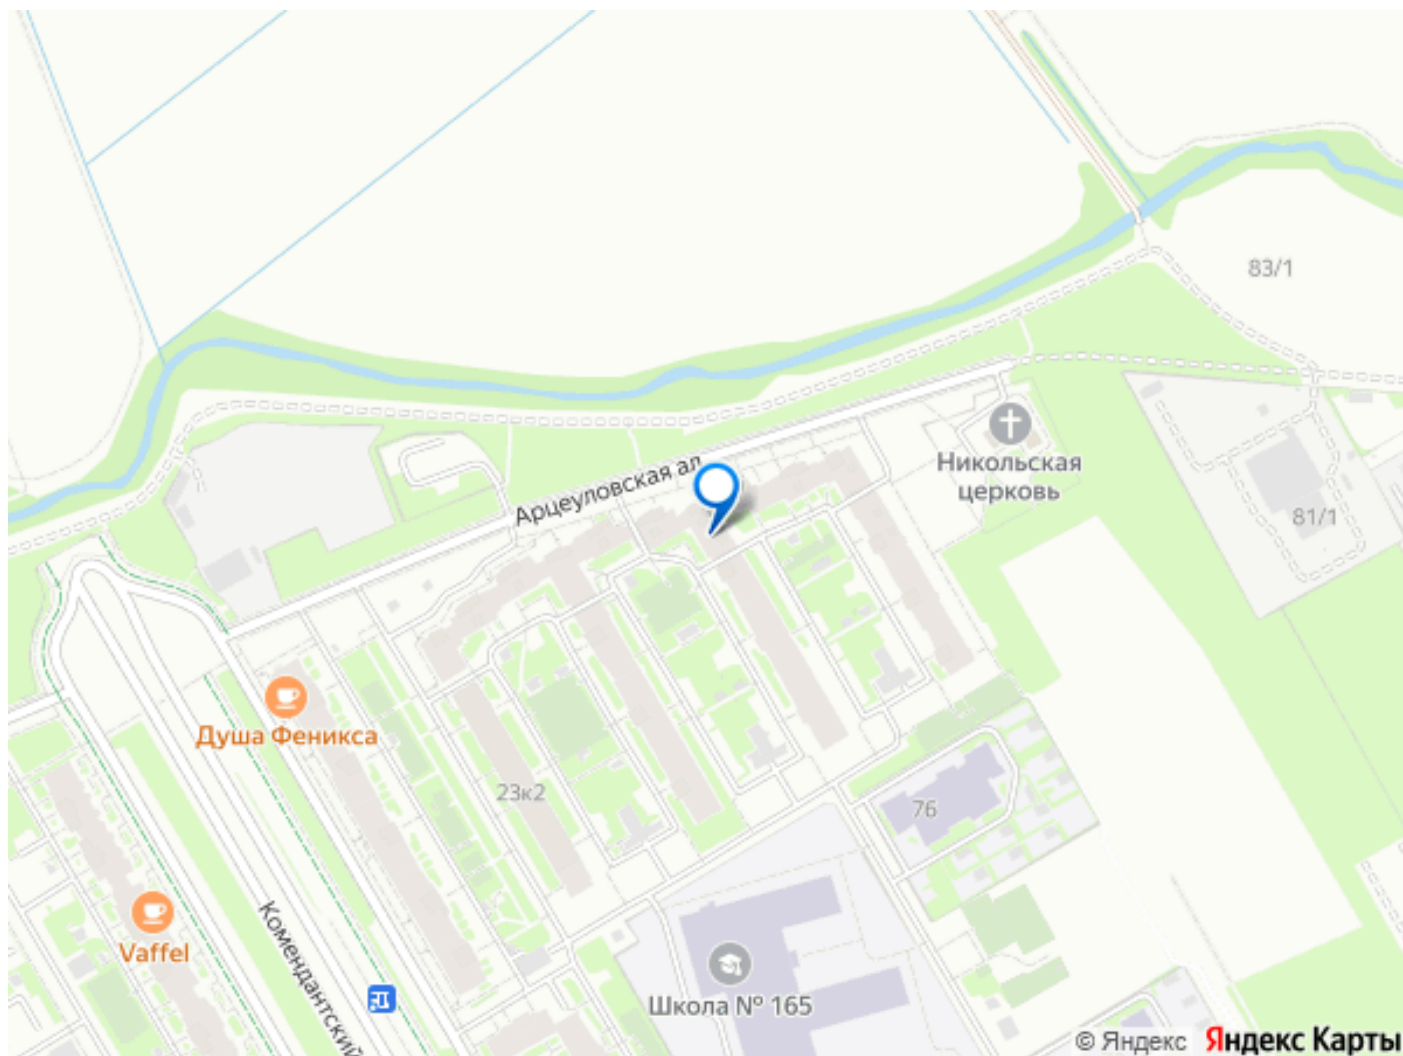 83/1
Арцеуловская ал.
Никольская
церковь
81/1
Душа Феникса
23к2
76
Vaffel
Комендантский
Школа № 165
© Яндекс Яндекс Карты